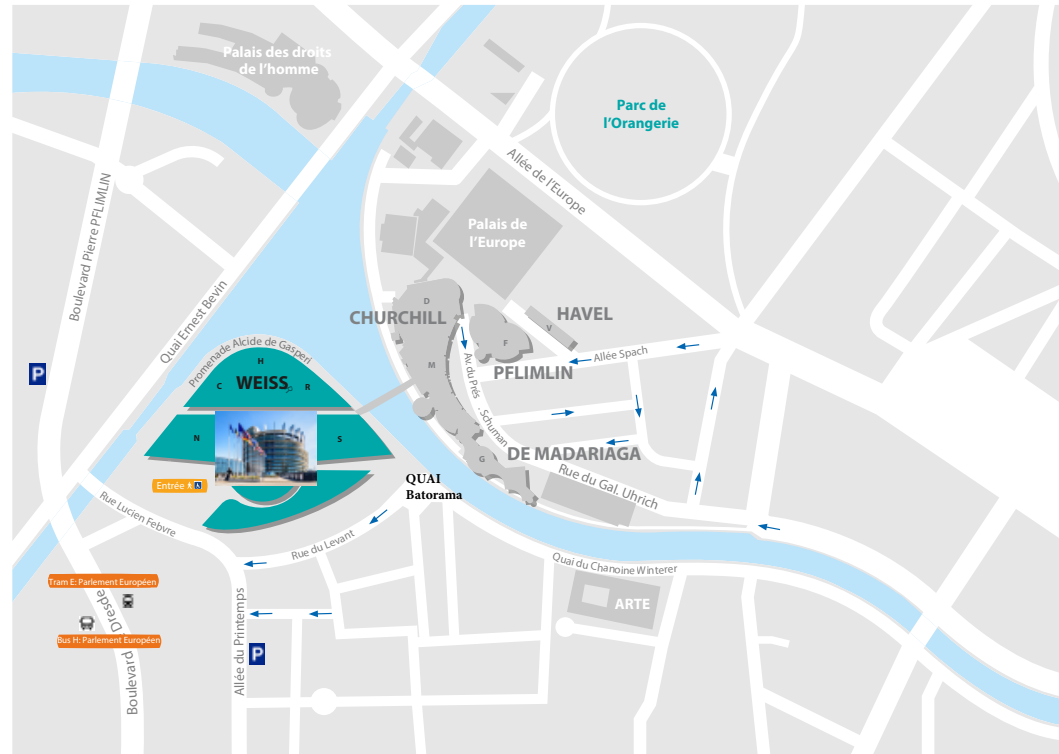 Palais des droits
de l'homme
Parc de
l'Orangerie
Allée de l'Europe
Boulevard Pierre PFLIMLIN
Palais de
l'Europe
Quai Ernest Bevin
D
CHURCHILL
HAVEL
V
F
Promenade Alcide de Gasperi
Allée Spach
H
C
WEISS
R
M
Av. du Prés
. Schuman
PFLIMLIN
P
N
S
G
DE MADARIAGA
Rue du Gal. Uhrich
QUAI
Batorama
Entrée
Rue Lucien Febvre
Rue du Levant
Quai du Chanoine Winterer
Tram E: Parlement Européen
ARTE
Bus H: Parlement Européen
Boulevard
Dresde
Allée du Printemps
P